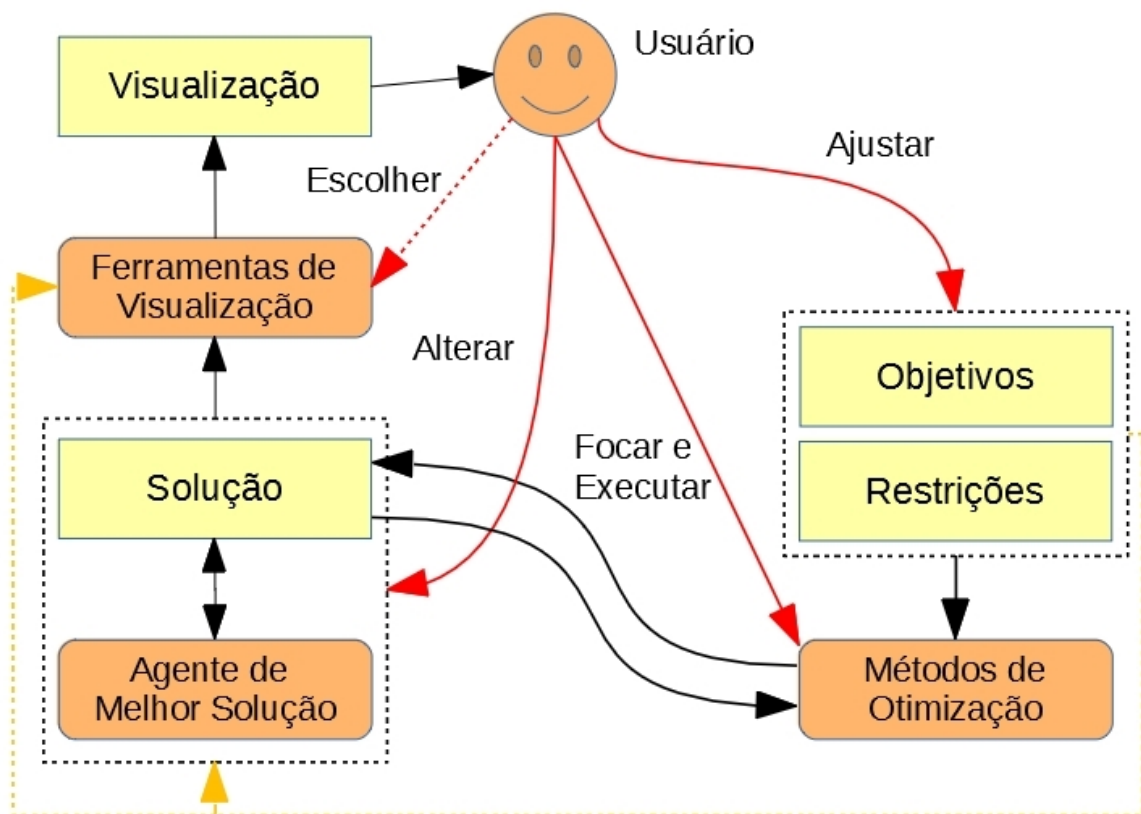 Usuário
Visualização
Ajustar
Escolher
Ferramentas de
Visualização
Alterar
Objetivos
Focar e
Executar
Solução
Restrições
Agente de
Melhor Solução
Métodos de
Otimização